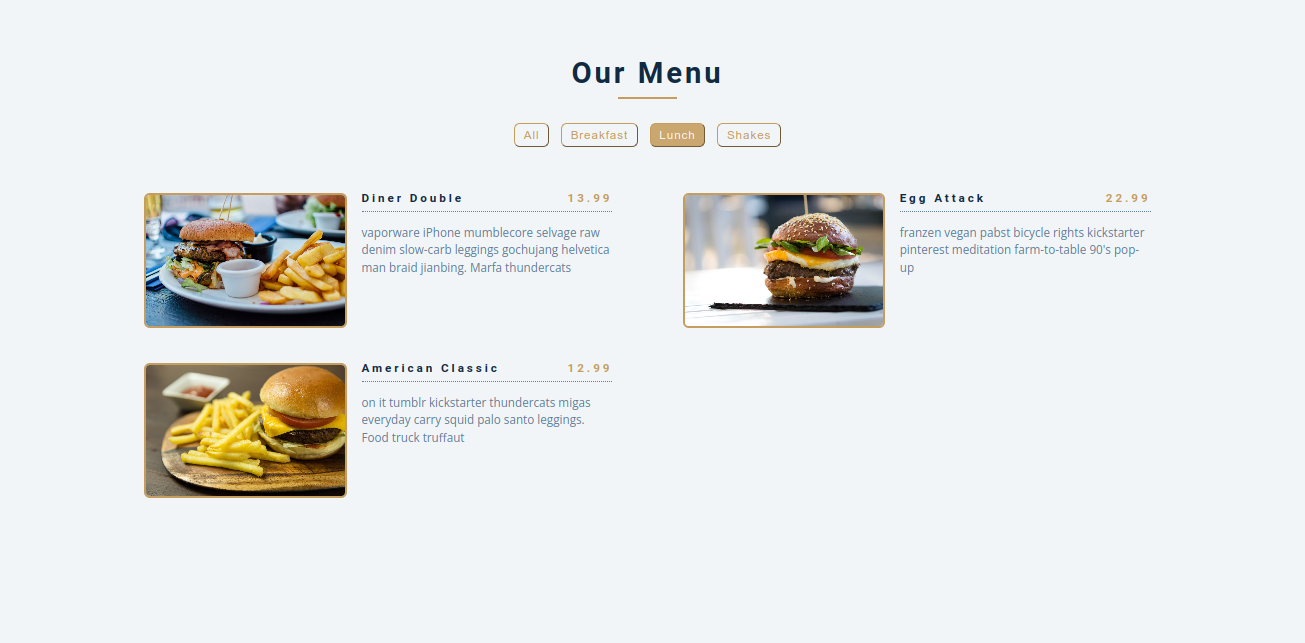 Our Menu
All Breakfast Lunch Shakes
Diner Double 13.99
vaporware iPhone mumblecore selvage raw
denim slow-carb leggings gochujang helvetica
man braid jianbing. Marfa thundercats
Egg Attack 22.99
franzen vegan pabst bicycle rights kickstarter
pinterest meditation farm-to-table 90's pop-
up
American Classic 12.99
on it tumblr kickstarter thundercats migas
everyday carry squid palo santo leggings.
Food truck truffaut